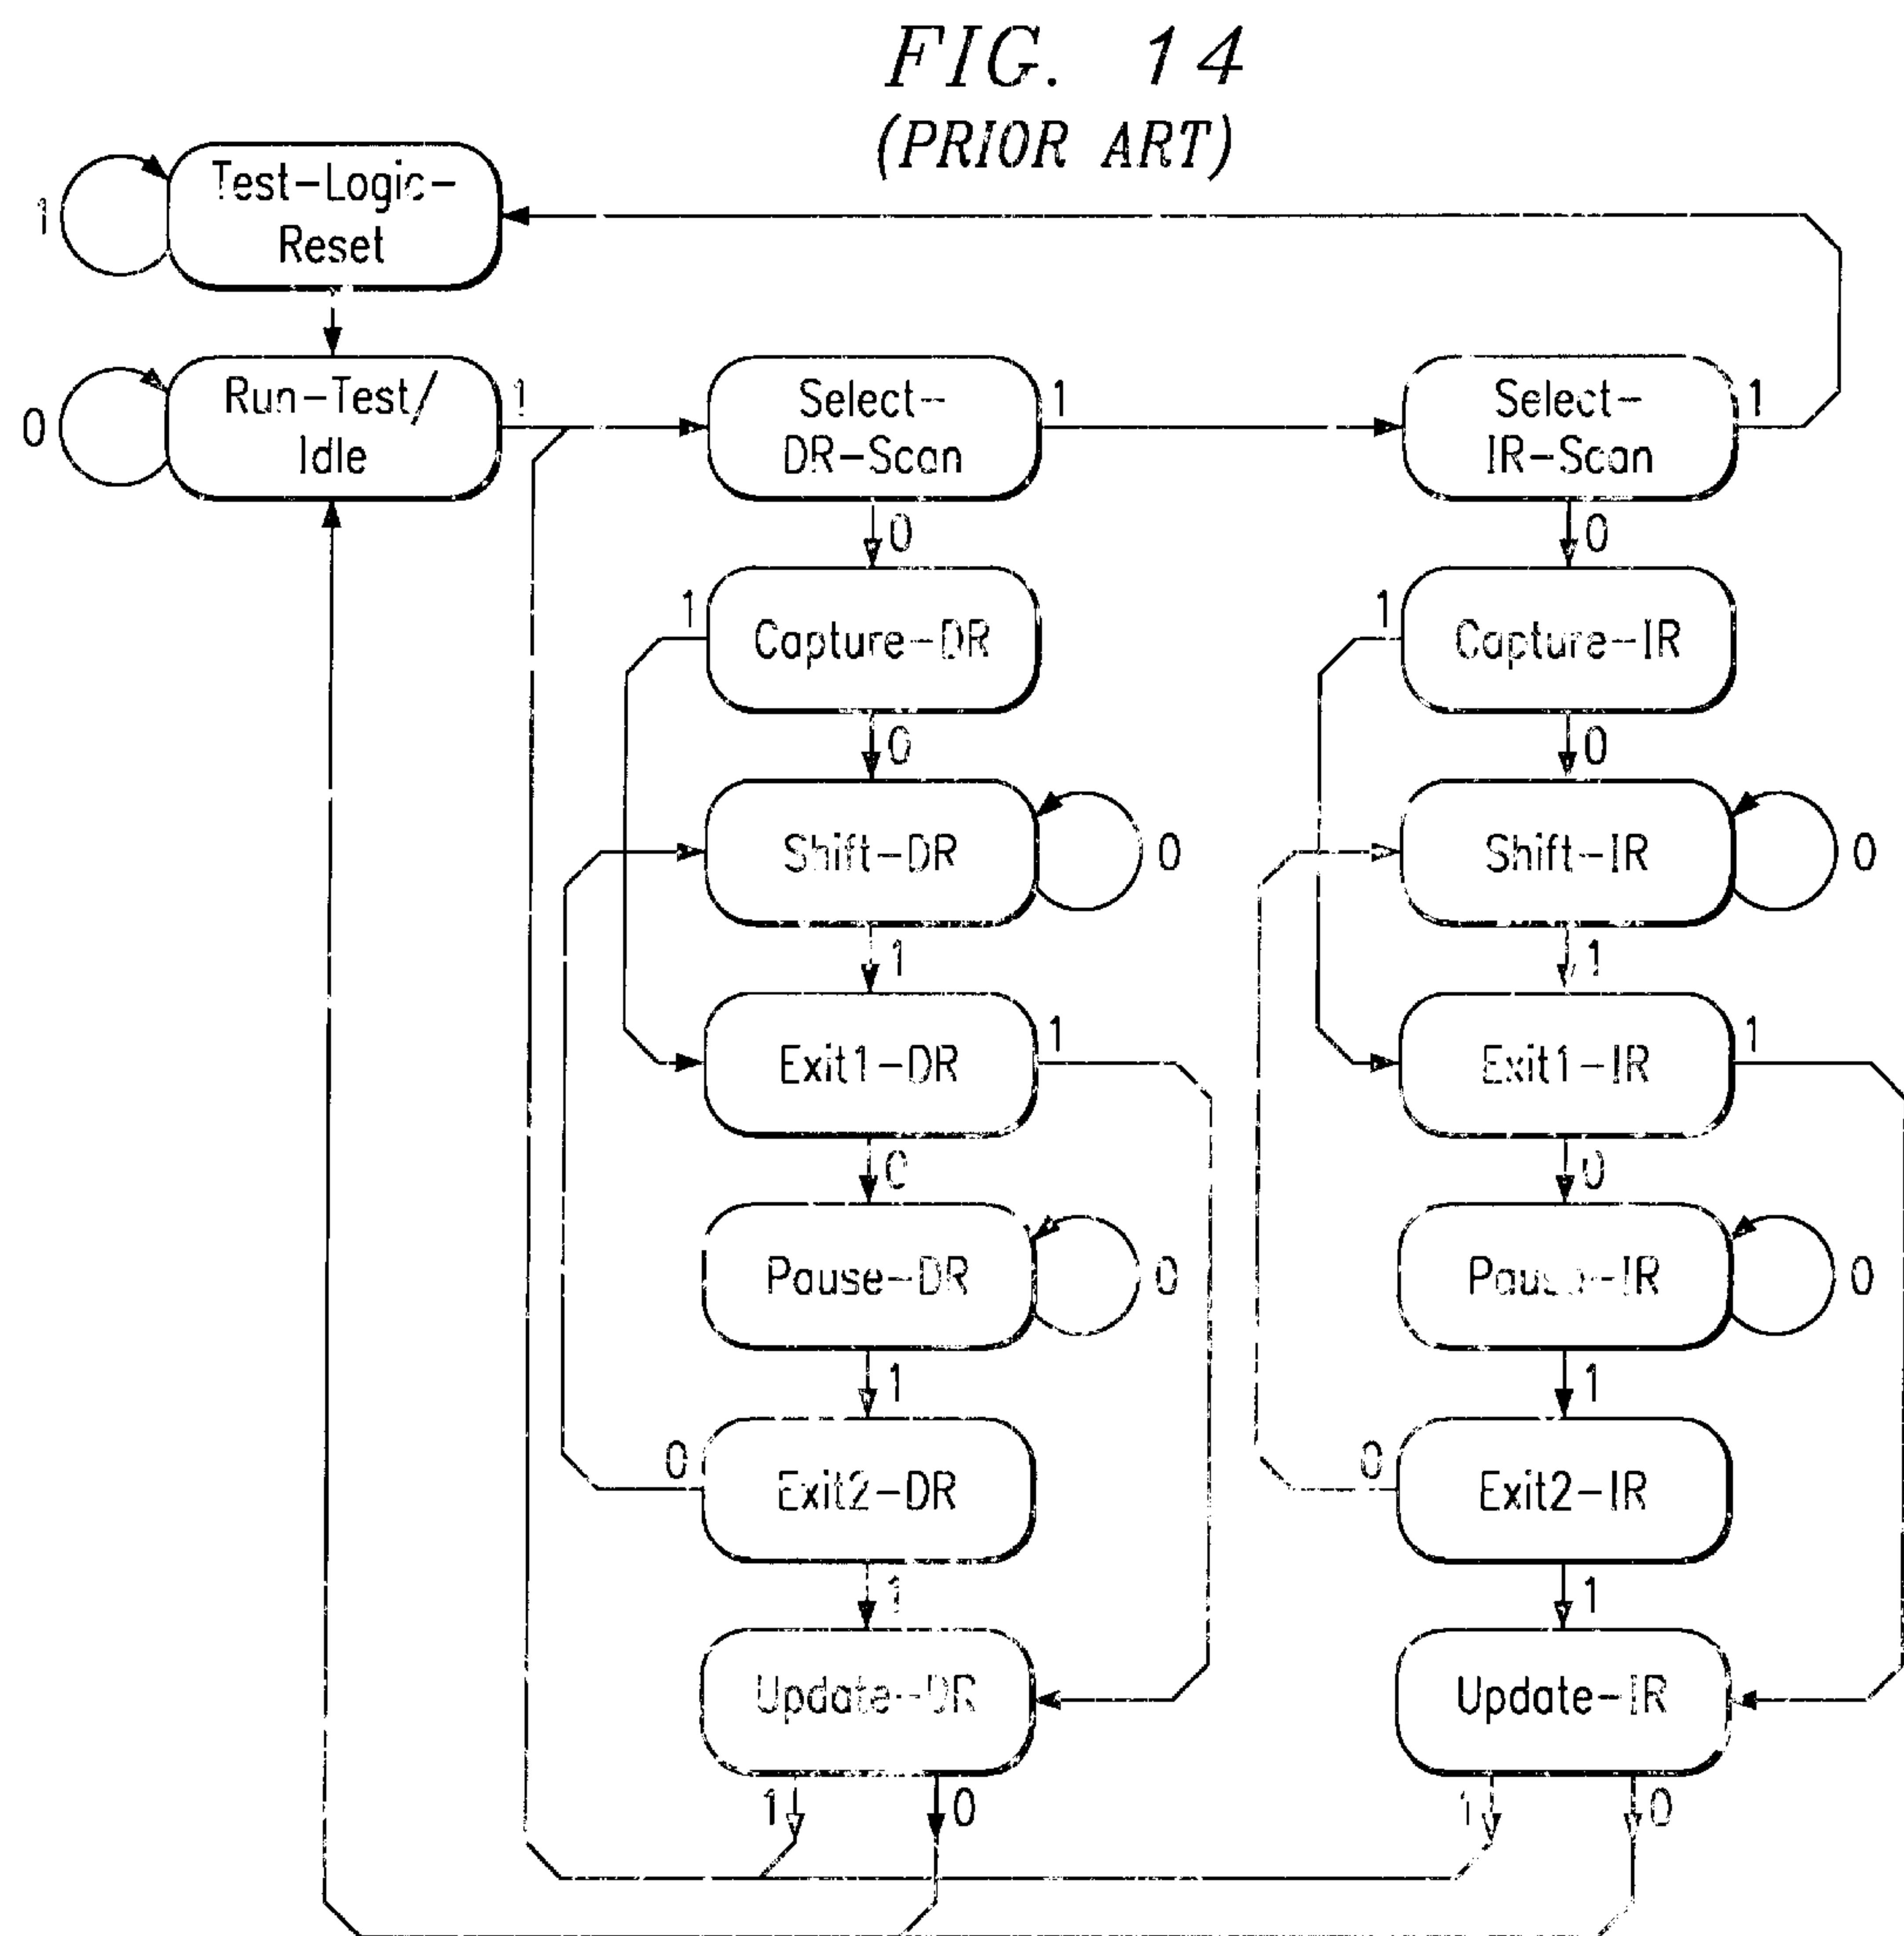 FIG. 14
(PRIOR ART)
Test-Logic-
Reset
1
Run-Test/
Idle
0
1
Select-
DR-Scan
1
Select-
IR-Scan
1
0
0
1
Capture-DR
1
Capture-IR
0
0
Shift-DR
0
Shift-IR
0
1
1
Exit1-DR
1
Exit1-IR
1
0
0
Pause-DR
0
Pause-IR
0
1
1
0
Exit2-DR
0
Exit2-IR
1
1
Update-DR
Update-IR
1
0
1
0